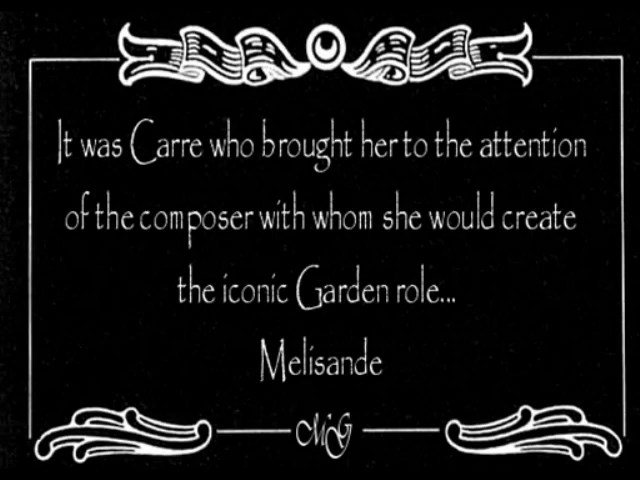 It was Carre who brought her to the attention
of the composer with whom she would create
the iconic Garden role...
Melisande
MG